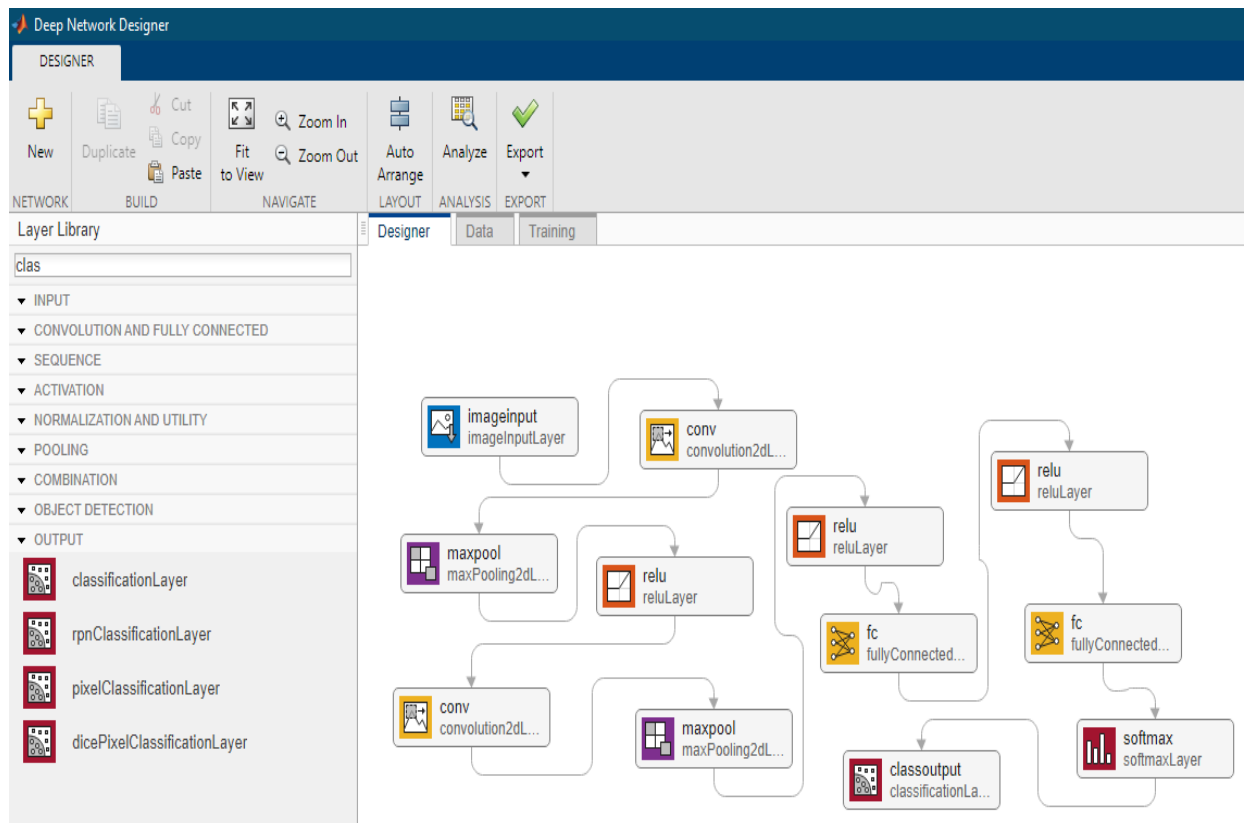 Deep Network Designer
DESIGNER
New
Duplicate
Cut
Copy
Paste
Fit
to View
Zoom In
Zoom Out
Auto
Arrange
Analyze
Export
NETWORK
BUILD
NAVIGATE
LAYOUT
ANALYSIS
EXPORT
Layer Library
clas
INPUT
CONVOLUTION AND FULLY CONNECTED
SEQUENCE
ACTIVATION
NORMALIZATION AND UTILITY
POOLING
COMBINATION
OBJECT DETECTION
OUTPUT
classificationLayer
rpnClassificationLayer
pixelClassificationLayer
dicePixelClassificationLayer
Designer
Data
Training
imageinput
imageInputLayer
conv
convolution2dL...
maxpool
maxPooling2dL...
relu
reluLayer
conv
convolution2dL...
maxpool
maxPooling2dL...
relu
reluLayer
fc
fullyConnected...
relu
reluLayer
fc
fullyConnected...
softmax
softmaxLayer
classoutput
classificationLa...